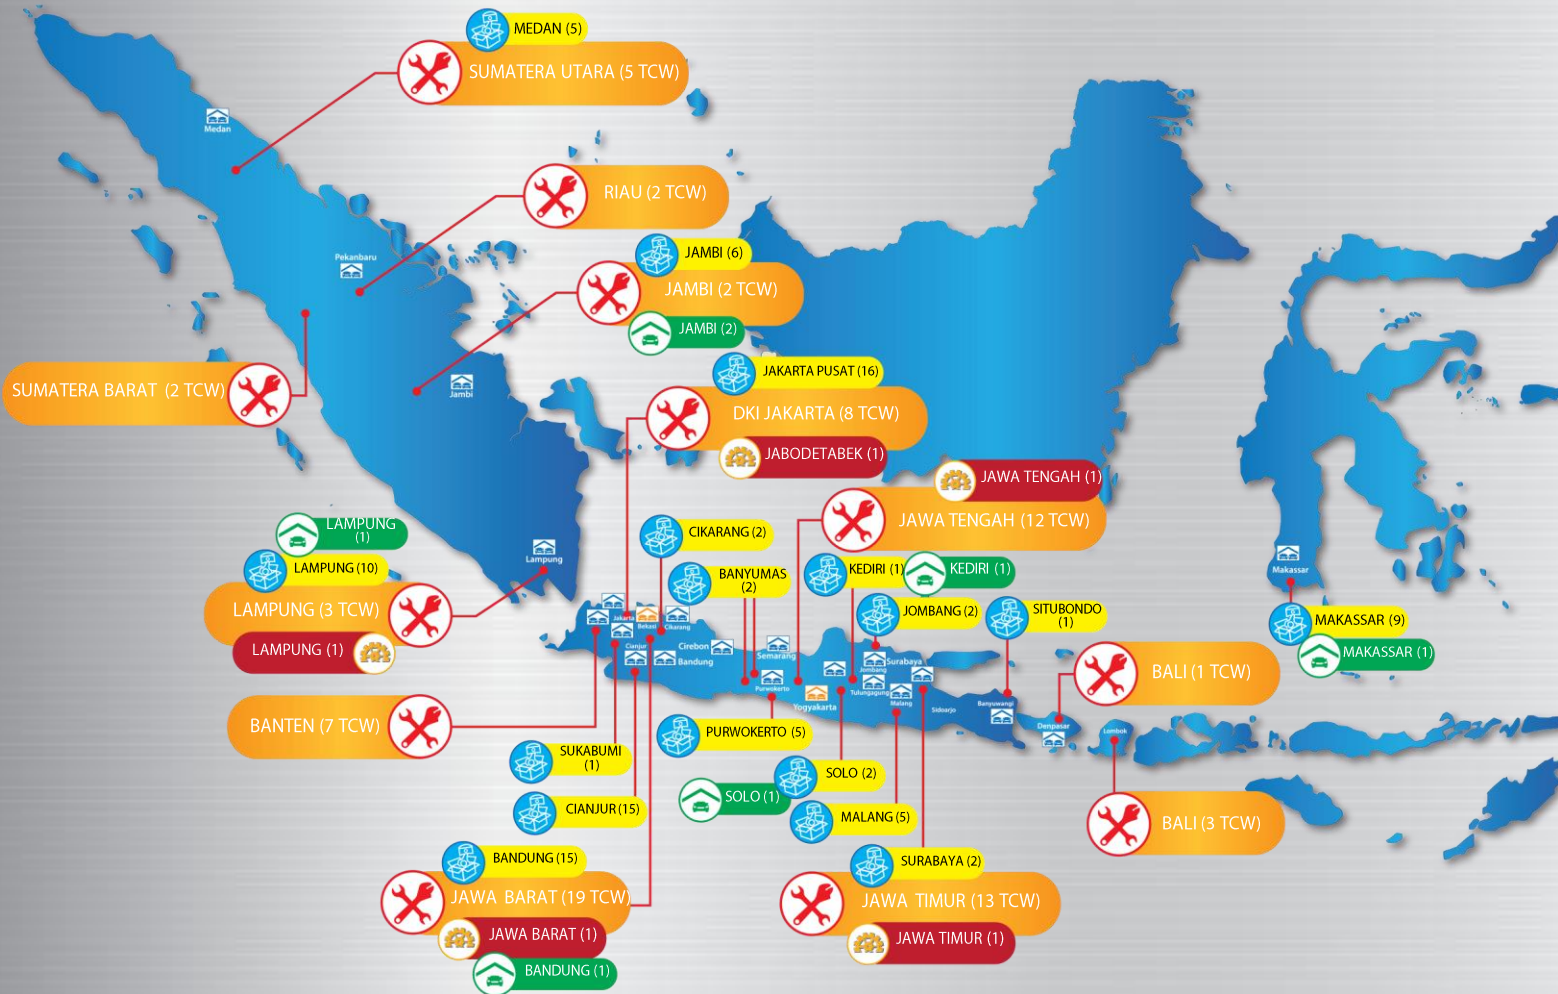 MEDAN (5)
SUMATERA UTARA (5 TCW)
Medan
RIAU (2 TCW)
Pekanbaru
JAMBI (6)
JAMBI (2 TCW)
JAMBI (2)
SUMATERA BARAT (2 TCW)
Jambi
JAKARTA PUSAT (16)
DKI JAKARTA (8 TCW)
JABODETABEK (1)
JAWA TENGAH (1)
JAWA TENGAH (12 TCW)
LAMPUNG
(1)
LAMPUNG (10)
LAMPUNG (3 TCW)
LAMPUNG (1)
Lampung
CIKARANG (2)
BANYUMAS
(2)
KEDIRI (1)
KEDIRI (1)
JOMBANG (2)
SITUBONDO
(1)
Makassar
MAKASSAR (9)
MAKASSAR (1)
Jakarta
Bekasi
Cikarang
Cianjur
Bandung
Cirebon
Semarang
Purwokerto
Yogyakarta
Surabaya
Jombang
Tulungagung
Malang
Sidoarjo
Banyuwangi
Denpasar
Lombok
BALI (1 TCW)
BANTEN (7 TCW)
SUKABUMI
(1)
CIANJUR (15)
PURWOKERTO (5)
SOLO (2)
SOLO (1)
MALANG (5)
BALI (3 TCW)
BANDUNG (15)
JAWA BARAT (19 TCW)
JAWA BARAT (1)
BANDUNG (1)
SURABAYA (2)
JAWA TIMUR (13 TCW)
JAWA TIMUR (1)